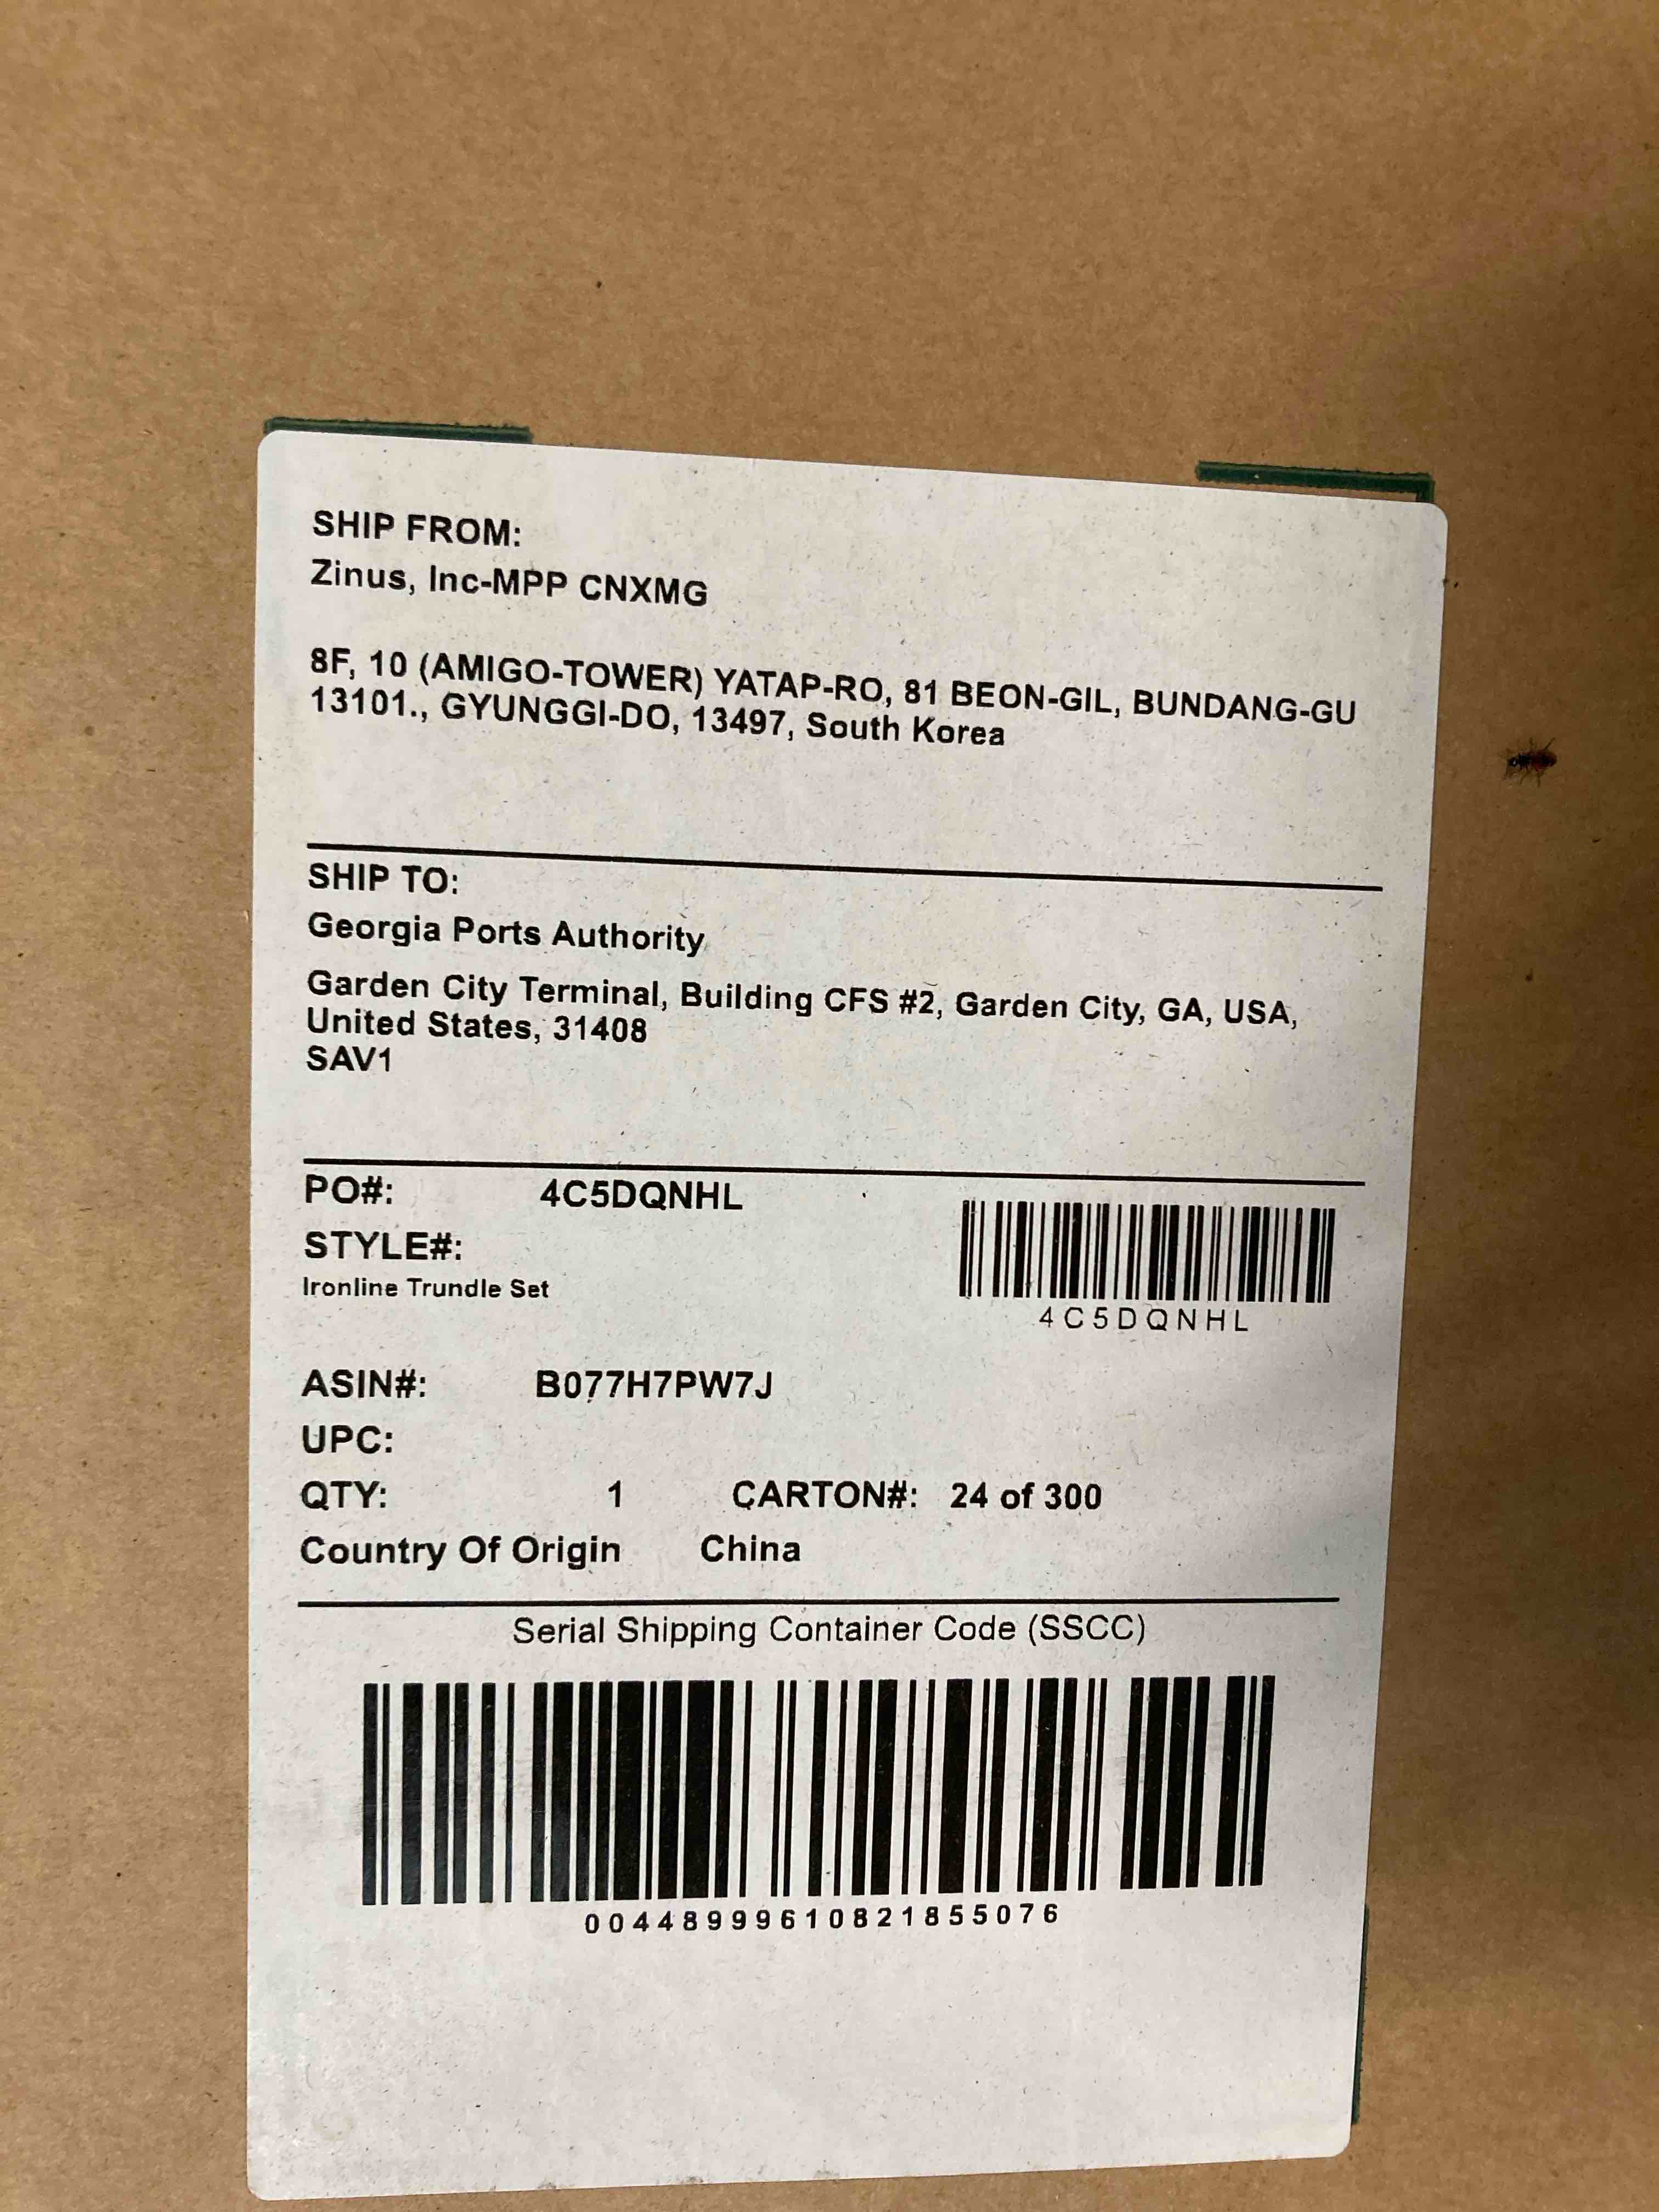 SHIP FROM:
Zinus, Inc-MPP CNXMG
8F, 10 (AMIGO-TOWER) YATAP-RO, 81 BEON-GIL, BUNDANG-GU
13101., GYUNGGI-DO, 13497, South Korea
SHIP TO:
Georgia Ports Authority
Garden City Terminal, Building CFS #2, Garden City, GA, USA,
United States, 31408
SAV1
PO#: 4C5DQNHL
STYLE#:
Ironline Trundle Set
4C5DQNHL
ASIN#: B077H7PW7J
UPC:
QTY: 1 CARTON#: 24 of 300
Country Of Origin China
Serial Shipping Container Code (SSCC)
00448999610821855076